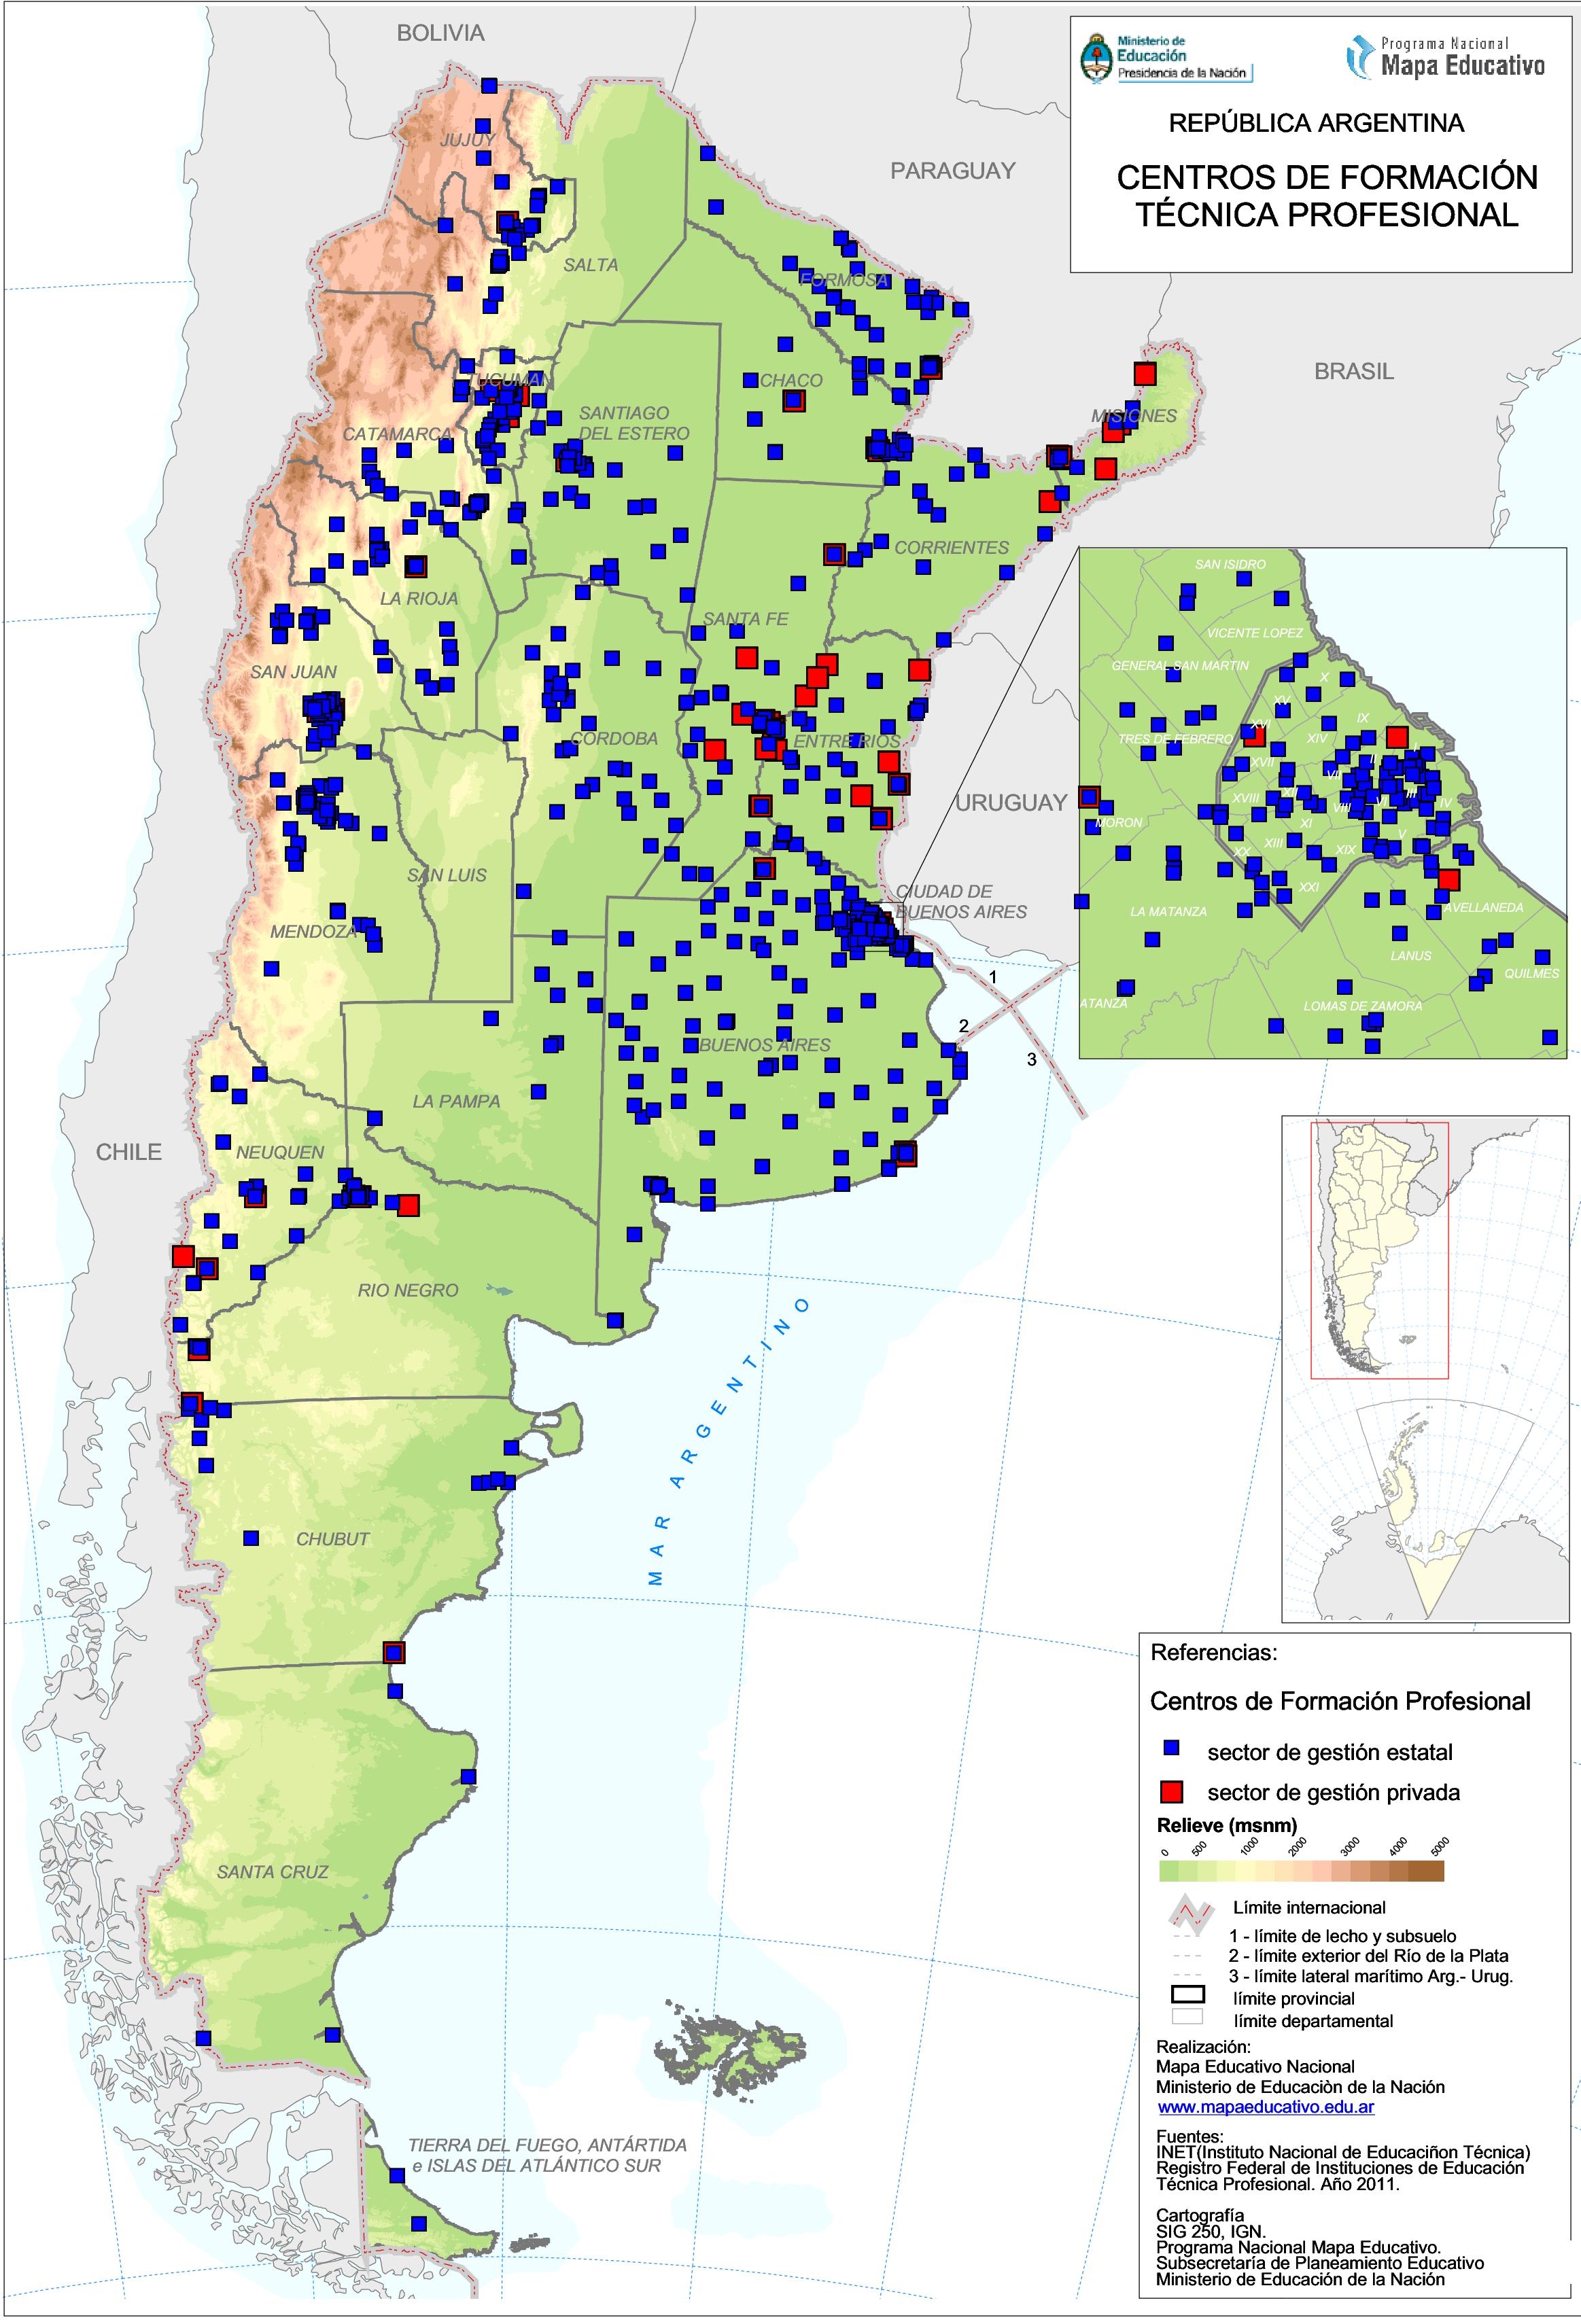 BOLIVIA
Ministerio de
Educación
Presidencia de la Nación
Programa Nacional
Mapa Educativo
REPÚBLICA ARGENTINA
CENTROS DE FORMACIÓN
TÉCNICA PROFESIONAL
JUJUY
PARAGUAY
SALTA
FORMOSA
BRASIL
TUCUMAN
CHACO
SANTIAGO
DEL ESTERO
MISIONES
CATAMARCA
CORRIENTES
LA RIOJA
SANTA FE
SAN JUAN
CORDOBA
ENTRE RIOS
URUGUAY
SAN LUIS
CIUDAD DE
BUENOS AIRES
MENDOZA
1
2
3
BUENOS AIRES
LA PAMPA
CHILE
NEUQUEN
RIO NEGRO
MAR ARGENTINO
CHUBUT
SANTA CRUZ
TIERRA DEL FUEGO, ANTÁRTIDA
e ISLAS DEL ATLÁNTICO SUR
SAN ISIDRO
VICENTE LOPEZ
GENERAL SAN MARTIN
X
XV
IX
XVI
XIV
TRES DE FEBRERO
XVII
II
VII
XII
III
XVIII
VIII
VI
IV
MORON
XI
V
XIII
XX
XIX
XXI
LA MATANZA
AVELLANEDA
LANUS
QUILMES
ATANZA
LOMAS DE ZAMORA
Referencias:
Centros de Formación Profesional
sector de gestión estatal
sector de gestión privada
Relieve (msnm)
0 500 1000 2000 3000 4000 5000
Límite internacional
1 - límite de lecho y subsuelo
2 - límite exterior del Río de la Plata
3 - límite lateral marítimo Arg.- Urug.
límite provincial
límite departamental
Realización:
Mapa Educativo Nacional
Ministerio de Educaciòn de la Nación
www.mapaeducativo.edu.ar
Fuentes:
INET(Instituto Nacional de Educaciñon Técnica)
Registro Federal de Instituciones de Educación
Técnica Profesional. Año 2011.
Cartografía
SIG 250, IGN.
Programa Nacional Mapa Educativo.
Subsecretaría de Planeamiento Educativo
Ministerio de Educación de la Nación